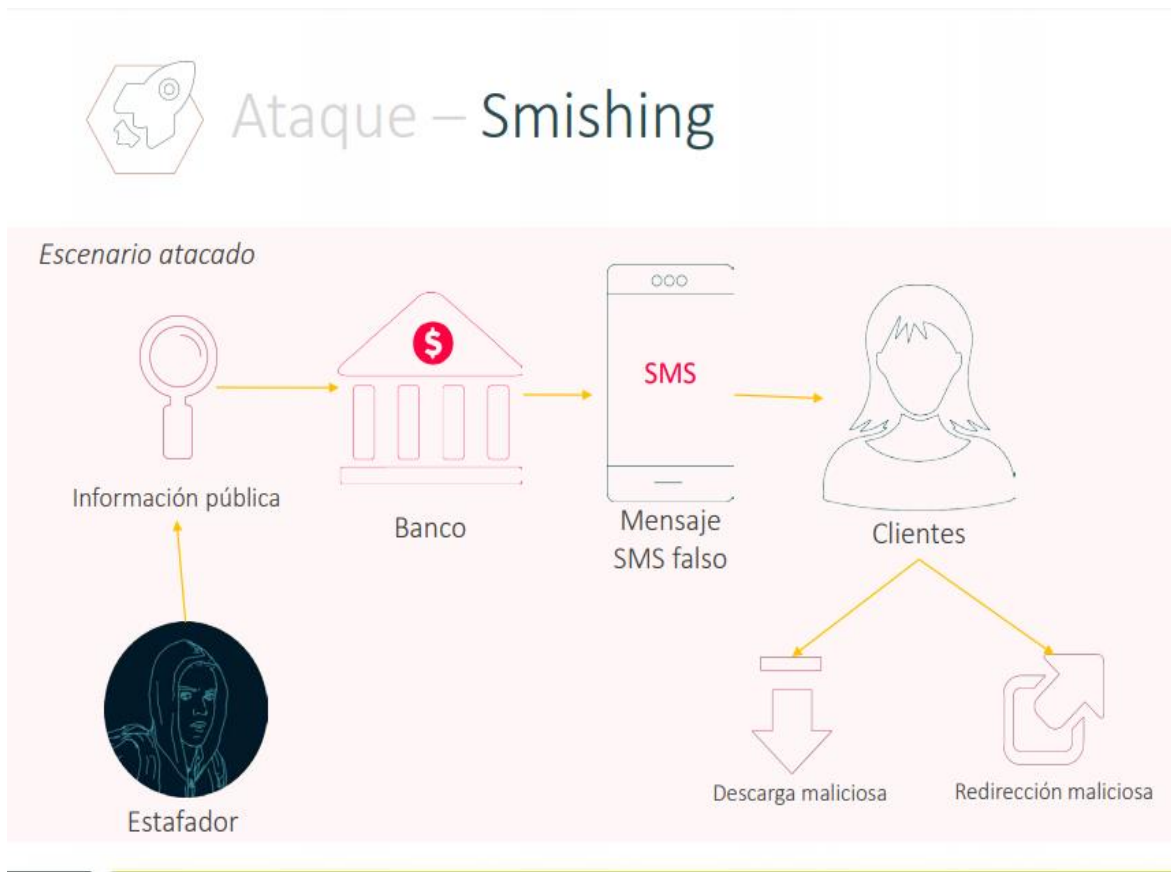 Ataque – Smishing
Escenario atacado
SMS
Información pública
Banco
Mensaje
SMS falso
Clientes
Descarga maliciosa
Redirección maliciosa
Estafador